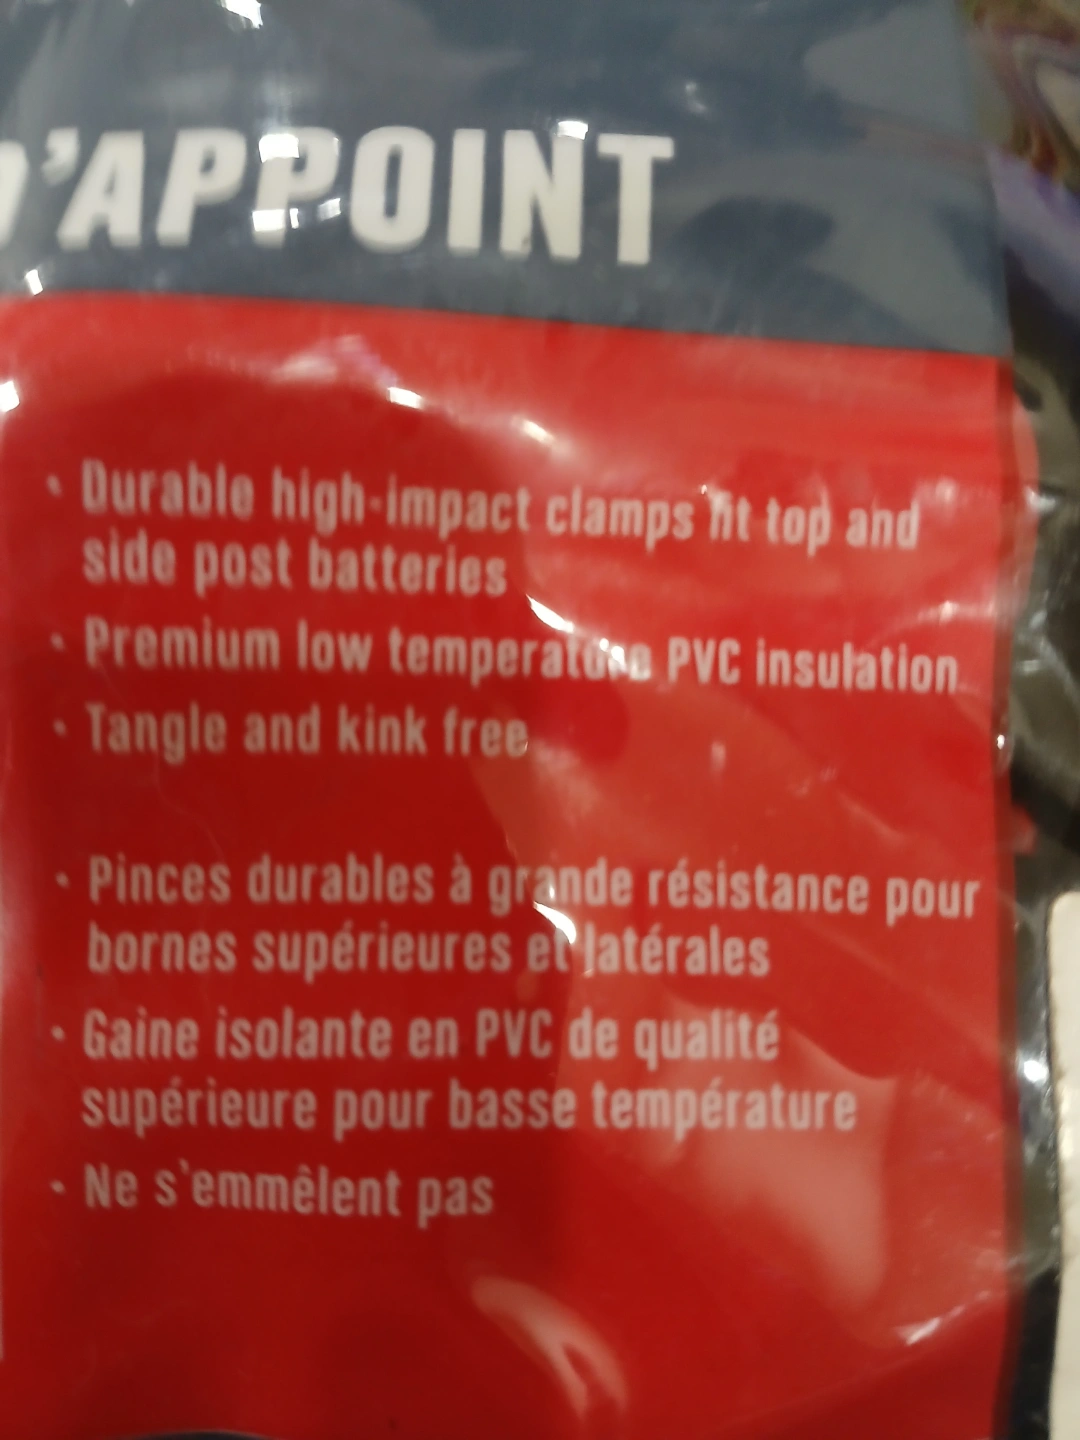 D'APPOINT
• Durable high-impact clamps fit top and
side post batteries
• Premium low temperature PVC insulation
• Tangle and kink free
• Pinces durables à grande résistance pour
bornes supérieures et latérales
• Gaine isolante en PVC de qualité
supérieure pour basse température
• Ne s'emmêlent pas